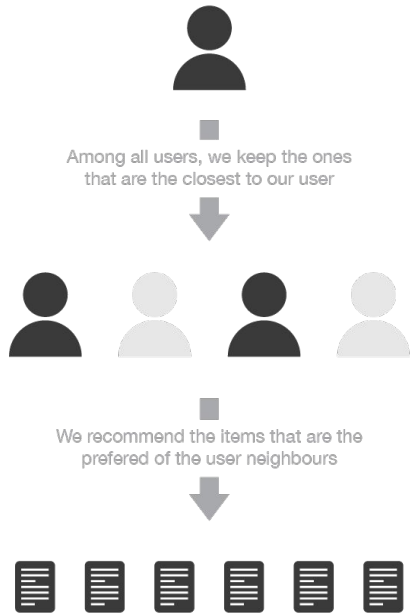 Among all users, we keep the ones
that are the closest to our user
We recommend the items that are the
prefered of the user neighbours